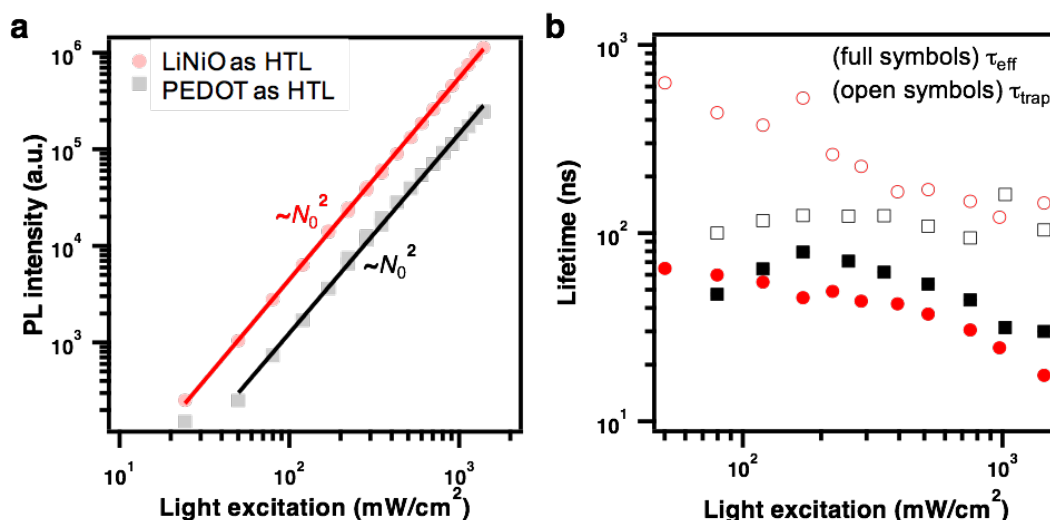 a
PL intensity (a.u.)
10⁶
10⁵
10⁴
10³
LiNiO as HTL
PEDOT as HTL
~N₀²
~N₀²
10¹
10²
10³
Light excitation (mW/cm²)
b
Lifetime (ns)
10³
10²
10¹
(full symbols) τeff
(open symbols) τtrap
10²
10³
Light excitation (mW/cm²)